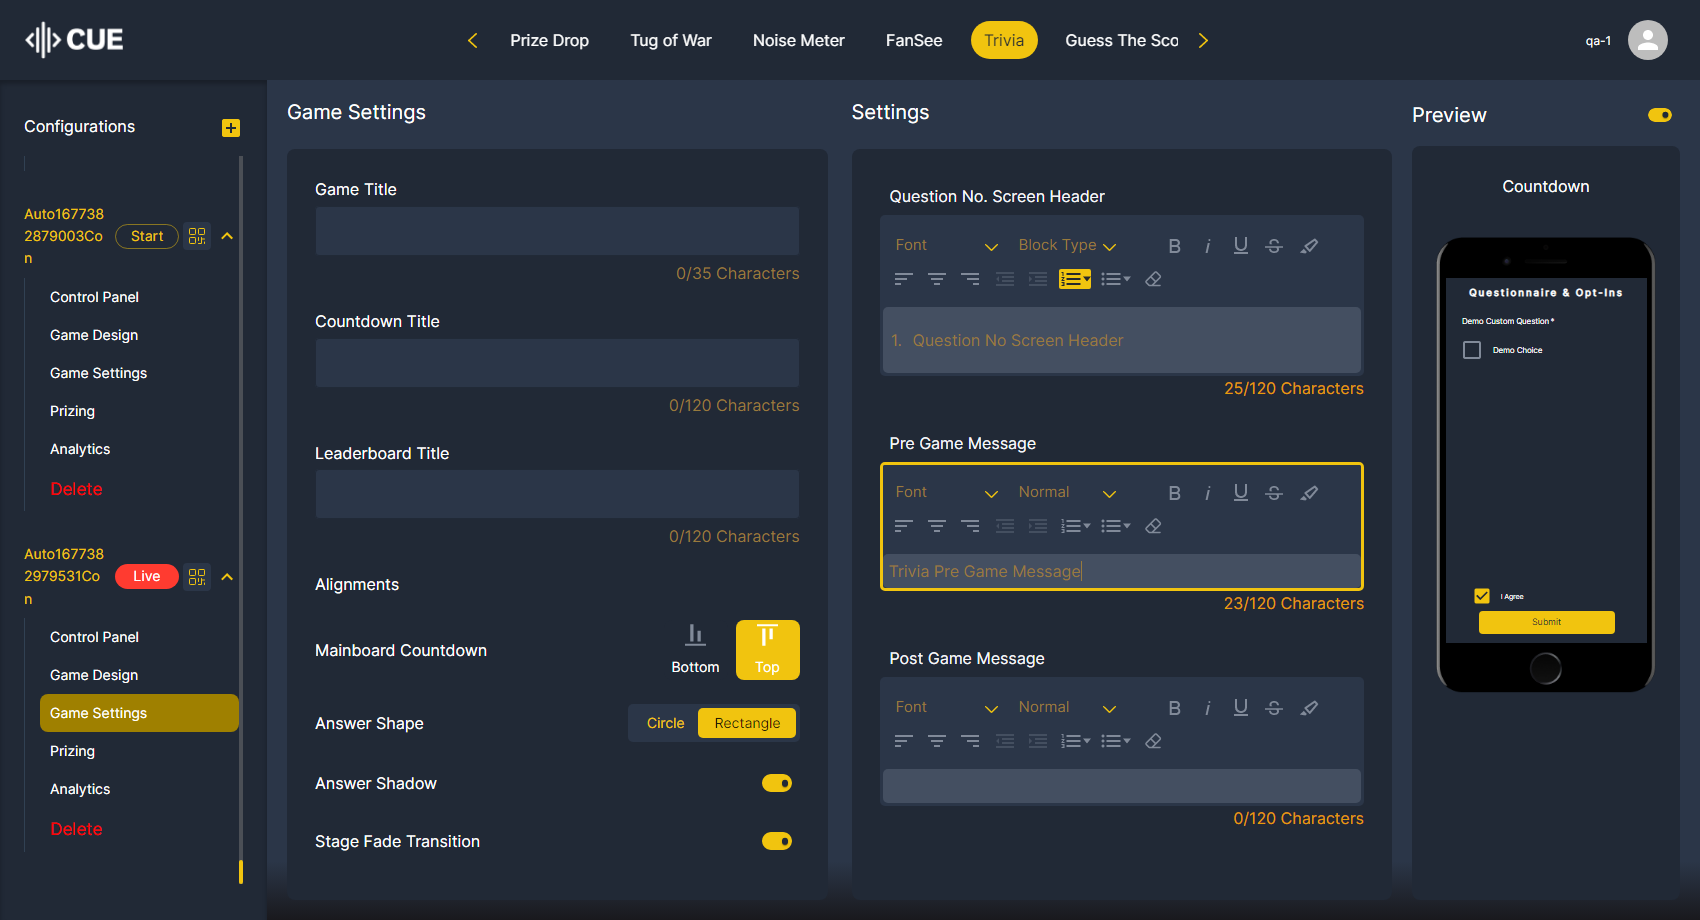 CUE
Prize Drop
Tug of War
Noise Meter
FanSee
Trivia
Guess The Sco
qa-1
Configurations
Auto167738
2879003Co
n
Start
Control Panel
Game Design
Game Settings
Prizing
Analytics
Delete
Auto167738
2979531Co
n
Live
Control Panel
Game Design
Game Settings
Prizing
Analytics
Delete
Game Settings
Game Title
0/35 Characters
Countdown Title
0/120 Characters
Leaderboard Title
0/120 Characters
Alignments
Mainboard Countdown
Bottom
Top
Answer Shape
Circle
Rectangle
Answer Shadow
Stage Fade Transition
Settings
Question No. Screen Header
Font
Block Type
B i U S
1. Question No Screen Header
25/120 Characters
Pre Game Message
Font
Normal
B i U S
Trivia Pre Game Message
23/120 Characters
Post Game Message
Font
Normal
B i U S
0/120 Characters
Preview
Countdown
Questionnaire & Opt-Ins
Demo Custom Question *
Demo Choice
I Agree
Submit